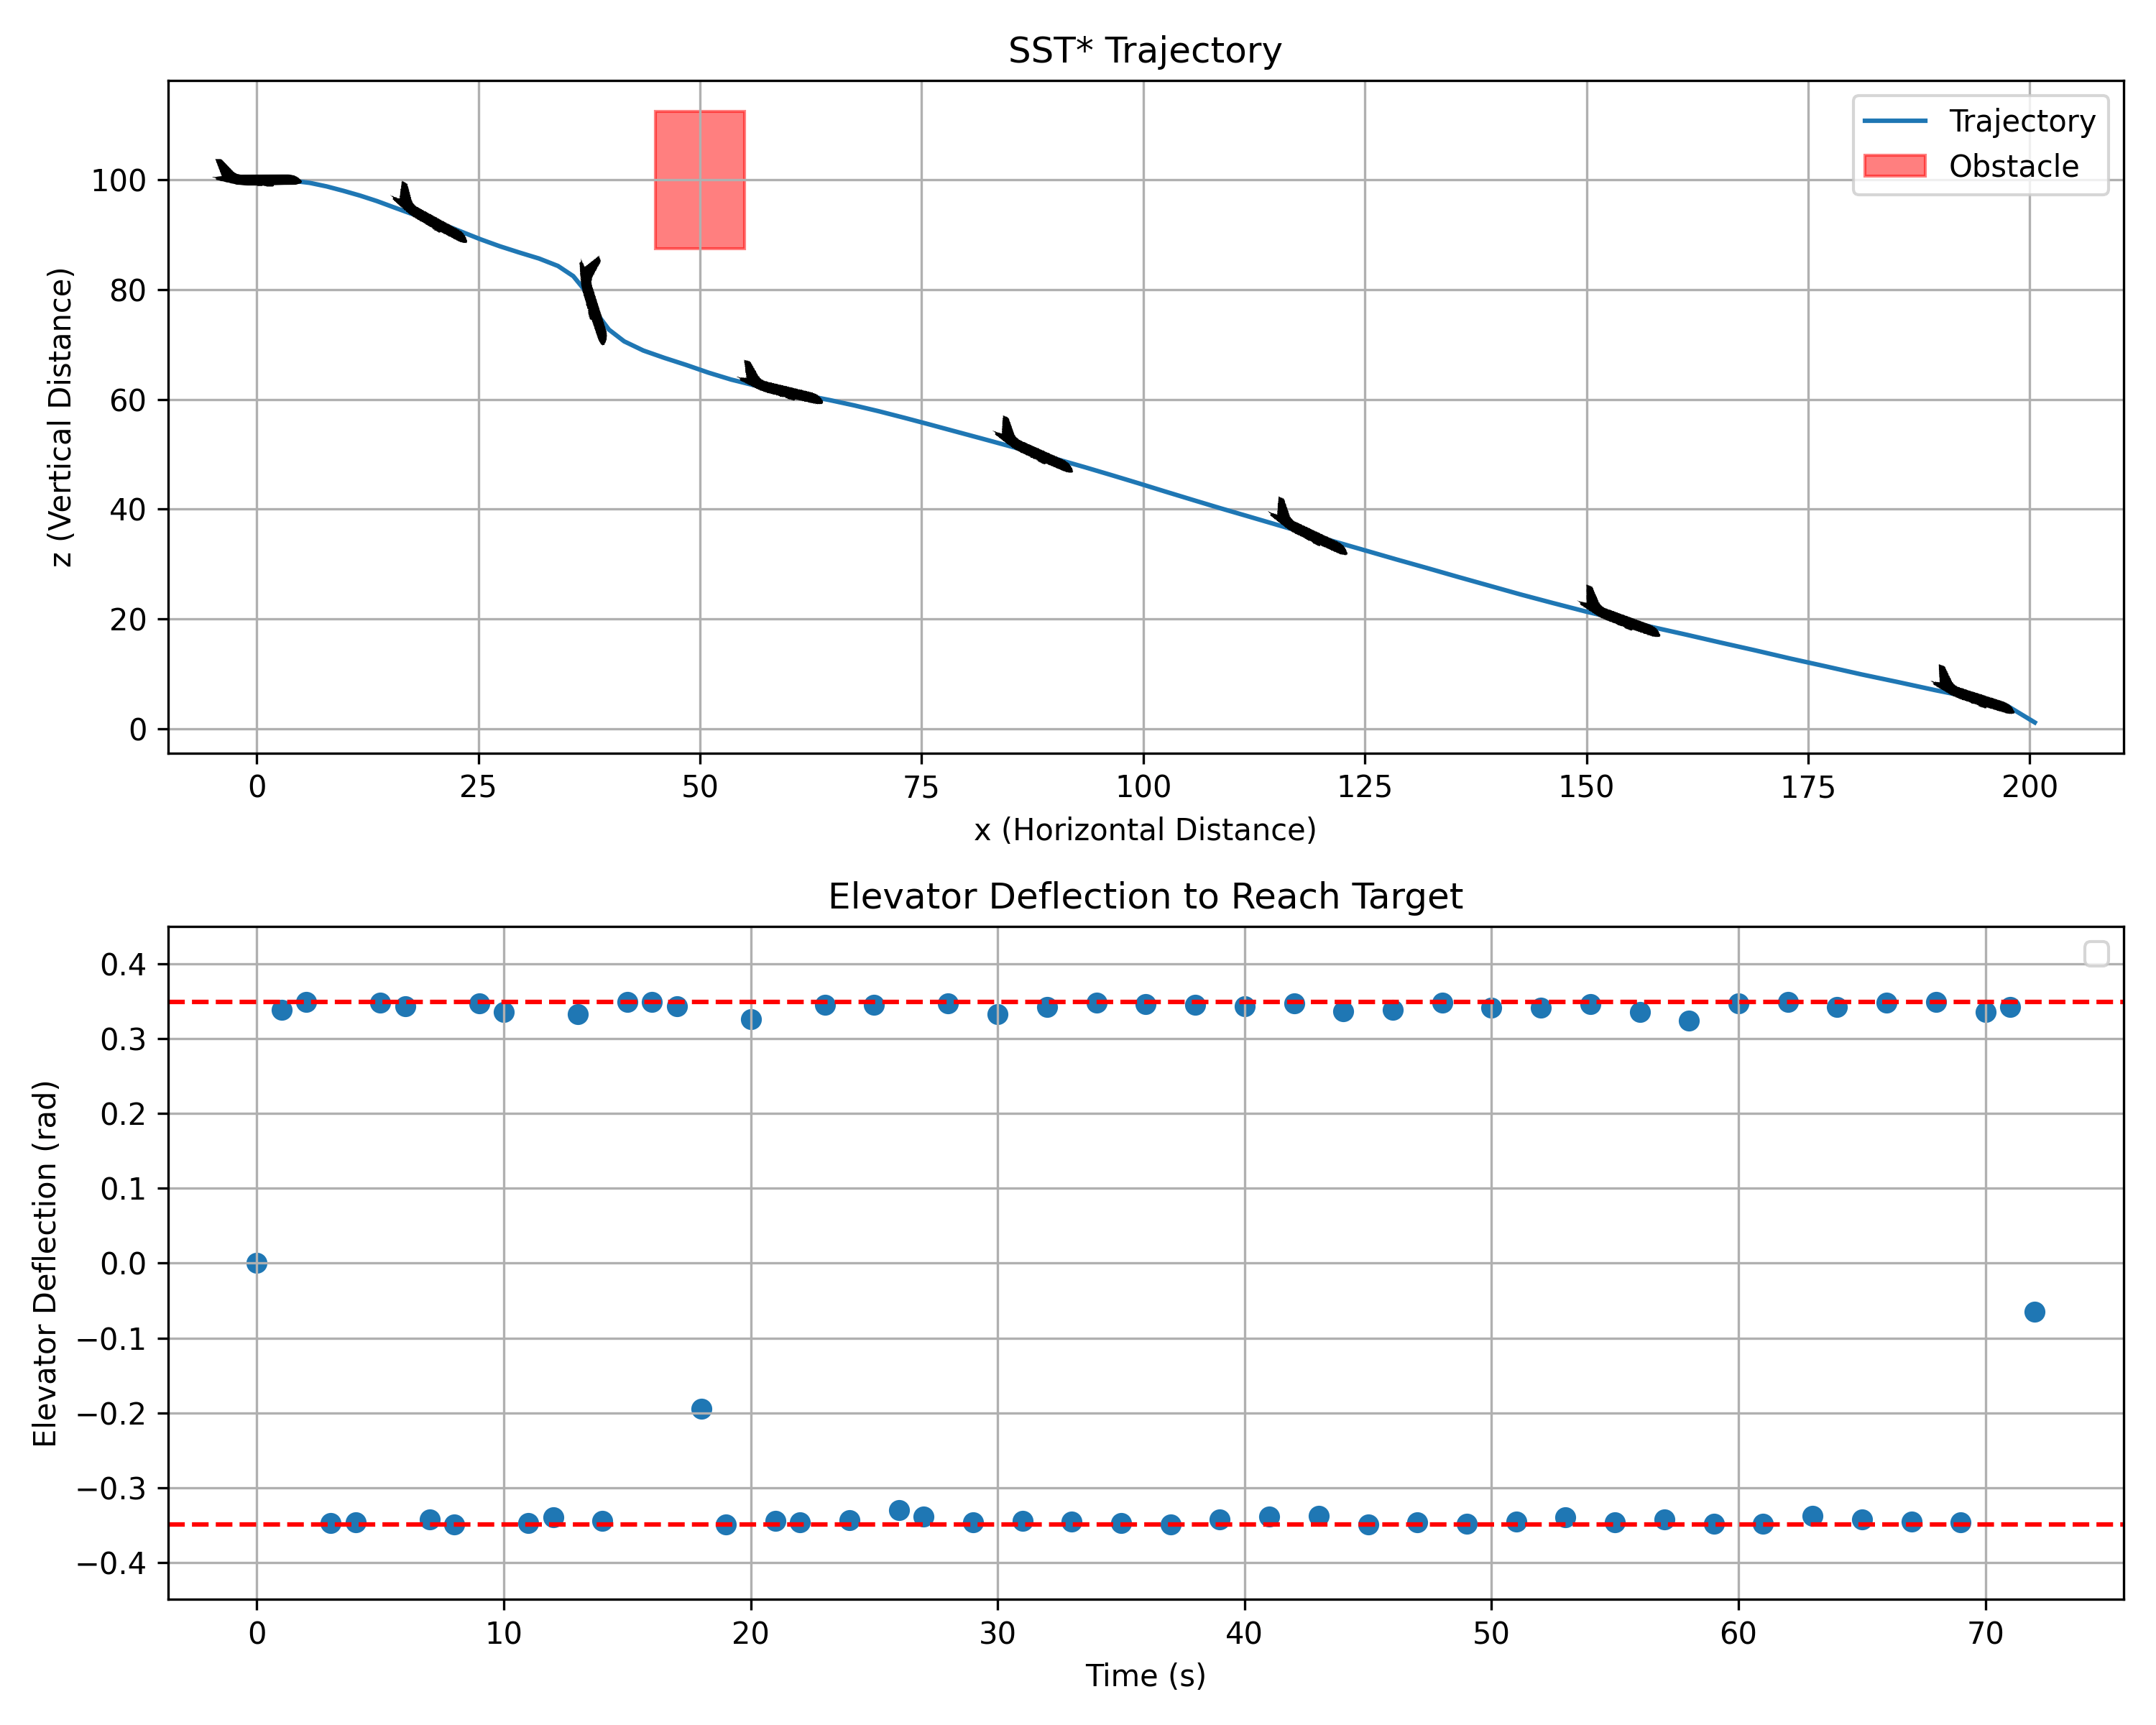 SST* Trajectory
Trajectory
Obstacle
z (Vertical Distance)
100
80
60
40
20
0
0 25 50 75 100 125 150 175 200
x (Horizontal Distance)
Elevator Deflection to Reach Target
Elevator Deflection (rad)
0.4
0.3
0.2
0.1
0.0
−0.1
−0.2
−0.3
−0.4
0 10 20 30 40 50 60 70
Time (s)